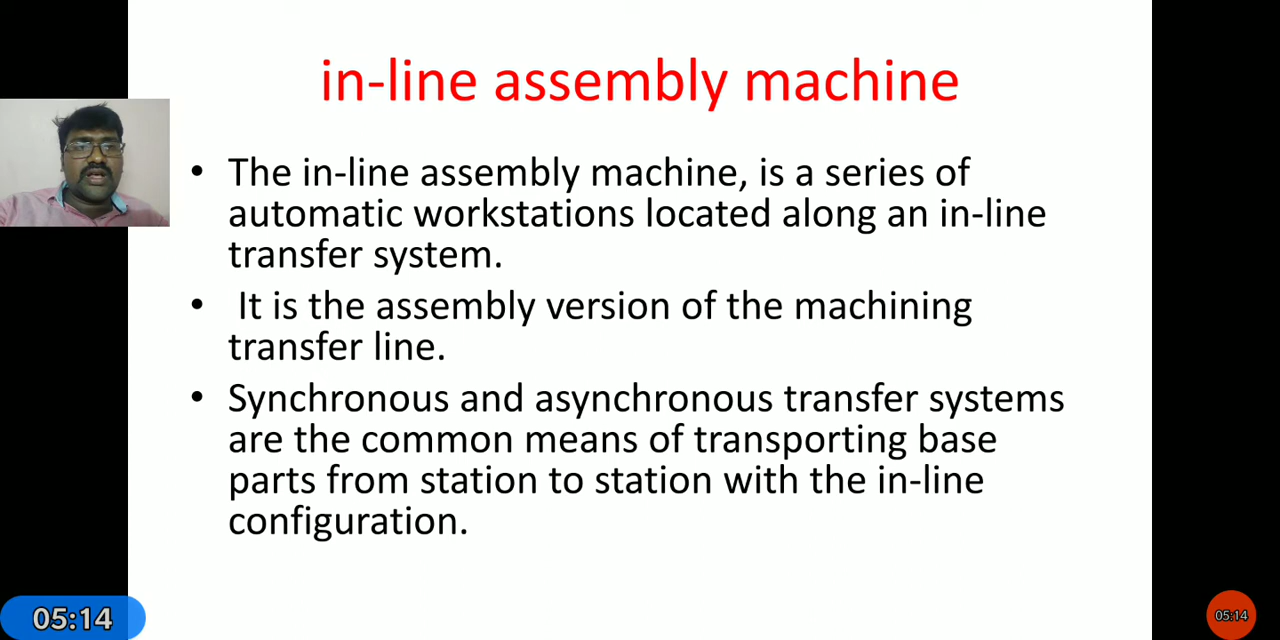 in-line assembly machine
• The in-line assembly machine, is a series of
automatic workstations located along an in-line
transfer system.
• It is the assembly version of the machining
transfer line.
• Synchronous and asynchronous transfer systems
are the common means of transporting base
parts from station to station with the in-line
configuration.
05:14
05:14